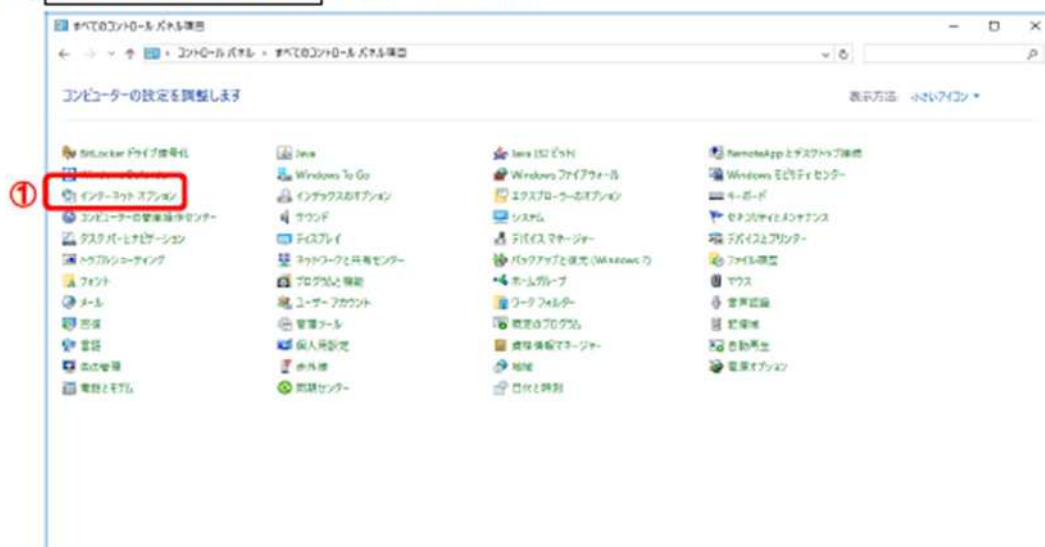 すべてのコントロール パネル項目
コントロール パネル › すべてのコントロール パネル項目
コンピューターの設定を調整します
表示方法: 小さいアイコン
BitLocker ドライブ暗号化 Java Java (32 ビット) RemoteApp とデスクトップ接続
Windows Defender Windows To Go Windows ファイアウォール Windows モビリティ センター
① インターネット オプション インデックスのオプション エクスプローラーのオプション キーボード
サウンド システム セキュリティとメンテナンス
タスク バーとナビゲーション ディスプレイ デバイス マネージャー デバイスとプリンター
トラブルシューティング ネットワークと共有センター バックアップと復元 (Windows 7) ファイル履歴
フォント プログラムと機能 ホームグループ マウス
メール ユーザー アカウント ワーク フォルダー 音声認識
回復 管理ツール 既定のプログラム 記憶域
言語 個人用設定 資格情報マネージャー 自動再生
色の管理 赤外線 地域 電源オプション
電話とモデム 同期センター 日付と時刻